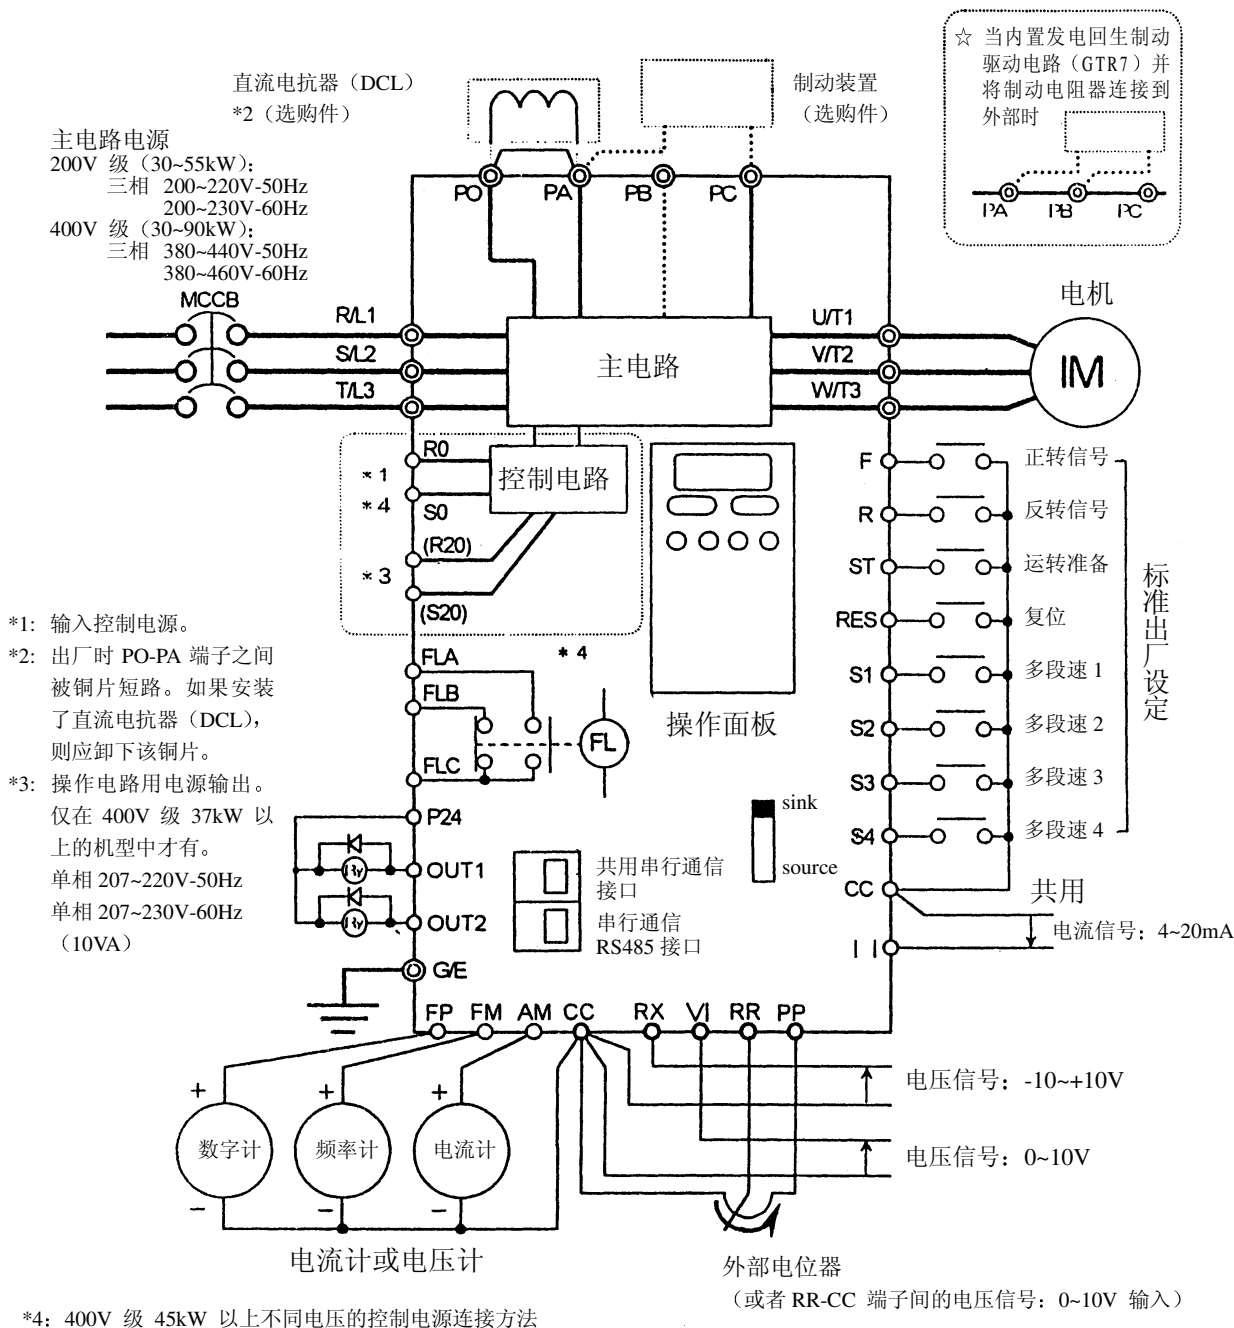 ☆ 当内置发电回生制动
驱动电路（GTR7）并
将制动电阻器连接到
外部时
PA
PB
PC
直流电抗器（DCL）
*2（选购件）
制动装置
（选购件）
主电路电源
200V 级（30~55kW）：
三相 200~220V-50Hz
200~230V-60Hz
400V 级（30~90kW）：
三相 380~440V-50Hz
380~460V-60Hz
PO
PA
PB
PC
MCCB
R/L1
S/L2
T/L3
主电路
U/T1
V/T2
W/T3
电机
IM
R0
*1
*4
S0
(R20)
*3
(S20)
控制电路
F
正转信号
R
反转信号
ST
运转准备
RES
复位
S1
多段速 1
S2
多段速 2
S3
多段速 3
S4
多段速 4
标准出厂设定
操作面板
*1: 输入控制电源。
*2: 出厂时 PO-PA 端子之间
被铜片短路。如果安装
了直流电抗器（DCL），
则应卸下该铜片。
*3: 操作电路用电源输出。
仅在 400V 级 37kW 以
上的机型中才有。
单相 207~220V-50Hz
单相 207~230V-60Hz
（10VA）
FLA
*4
FLB
FL
FLC
P24
OUT1
Ry
OUT2
Ry
G/E
sink
source
共用串行通信
接口
串行通信
RS485 接口
CC
共用
I I
电流信号：4~20mA
FP
FM
AM
CC
RX
VI
RR
PP
电压信号：-10~+10V
电压信号：0~10V
+
+
+
数字计
频率计
电流计
−
−
−
电流计或电压计
外部电位器
（或者 RR-CC 端子间的电压信号：0~10V 输入）
*4：400V 级 45kW 以上不同电压的控制电源连接方法